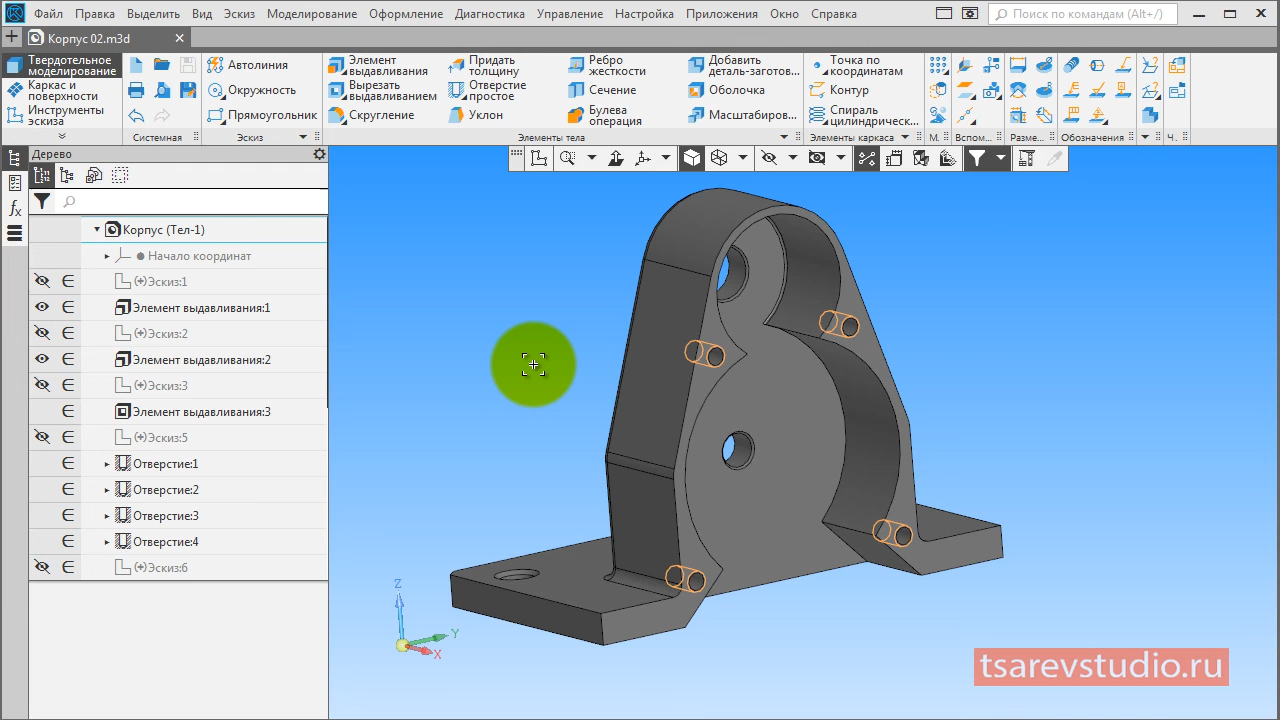 Файл Правка Выделить Вид Эскиз Моделирование Оформление Диагностика Управление Настройка Приложения Окно Справка Поиск по командам (Alt+/)
Корпус 02.m3d
Твердотельное моделирование
Каркас и поверхности
Инструменты эскиза
Системная
Автолиния
Окружность
Прямоугольник
Эскиз
Элемент выдавливания
Вырезать выдавливанием
Скругление
Придать толщину
Отверстие простое
Уклон
Ребро жесткости
Сечение
Булева операция
Добавить деталь-заготов...
Оболочка
Масштабиров...
Элементы тела
Точка по координатам
Контур
Спираль цилиндрическ...
Элементы каркаса
М...
Вспом...
Разме...
Обозначения
Ч..
Дерево
Корпус (Тел-1)
Начало координат
(+)Эскиз:1
Элемент выдавливания:1
(+)Эскиз:2
Элемент выдавливания:2
(+)Эскиз:3
Элемент выдавливания:3
(+)Эскиз:5
Отверстие:1
Отверстие:2
Отверстие:3
Отверстие:4
(+)Эскиз:6
Z
Y
X
tsarevstudio.ru